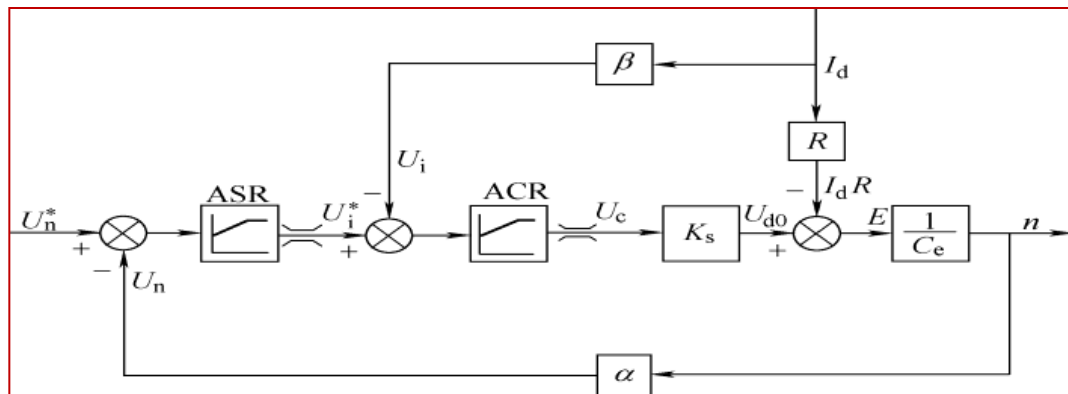 β
I_d
R
U_i
I_d R
ASR
ACR
U_n^*
U_i^*
U_c
K_s
U_d0
E
1/C_e
n
+
−
+
−
+
−
U_n
α